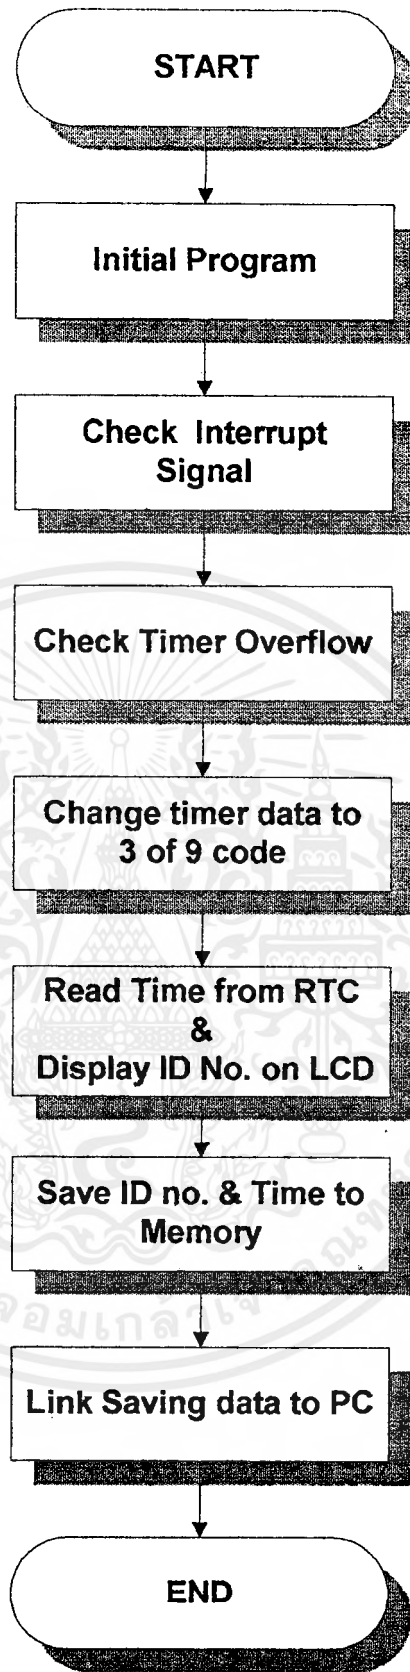 START
Initial Program
Check Interrupt
Signal
Check Timer Overflow
Change timer data to
3 of 9 code
Read Time from RTC
&
Display ID No. on LCD
Save ID no. & Time to
Memory
Link Saving data to PC
END